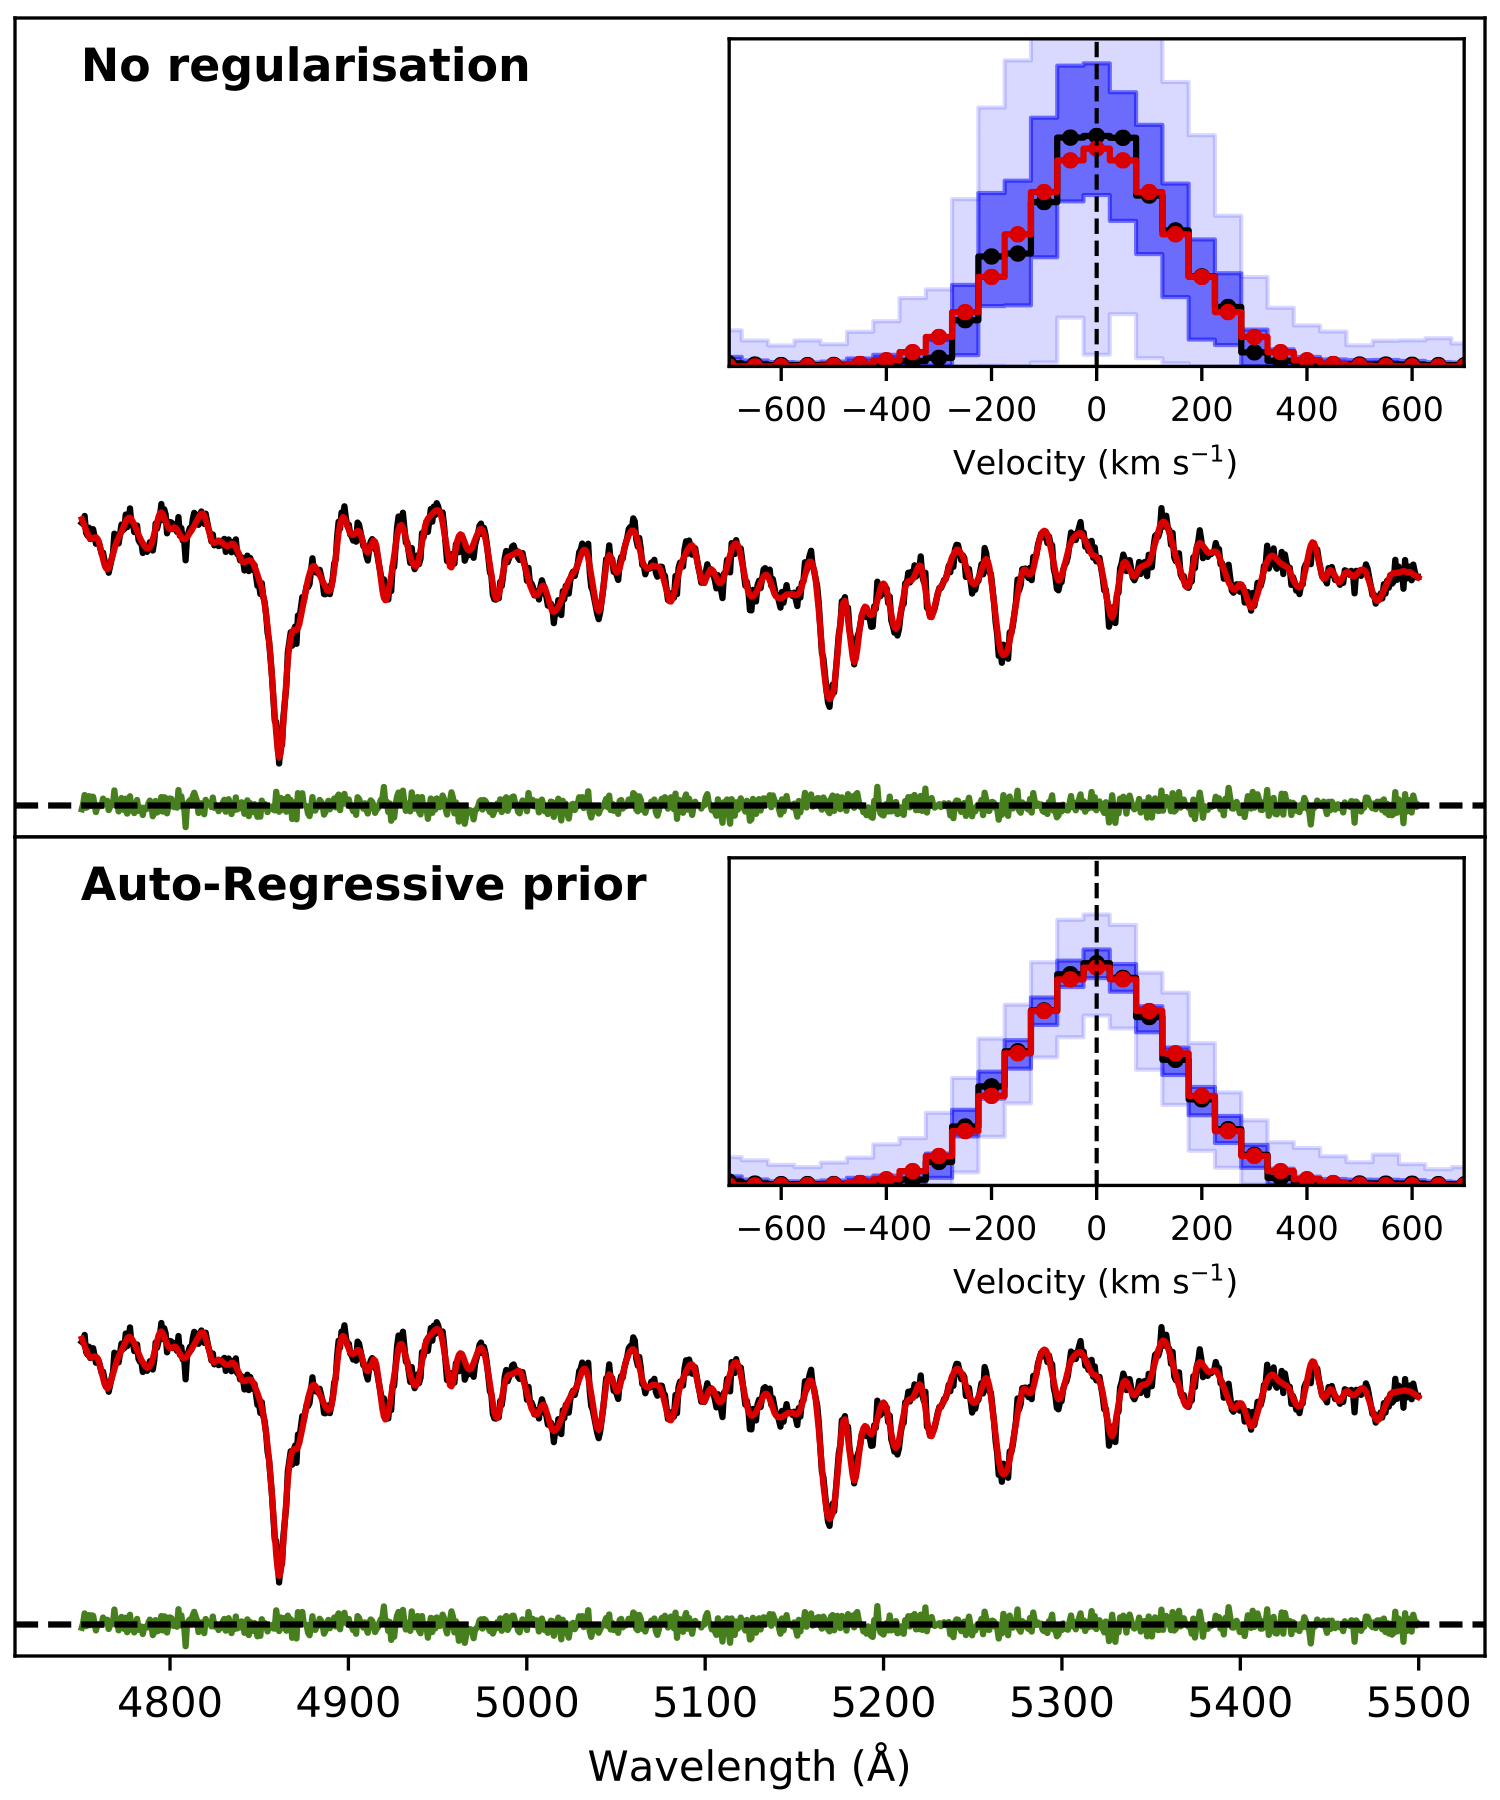 No regularisation
−600 −400 −200 0 200 400 600
Velocity (km s⁻¹)
Auto-Regressive prior
−600 −400 −200 0 200 400 600
Velocity (km s⁻¹)
4800 4900 5000 5100 5200 5300 5400 5500
Wavelength (Å)